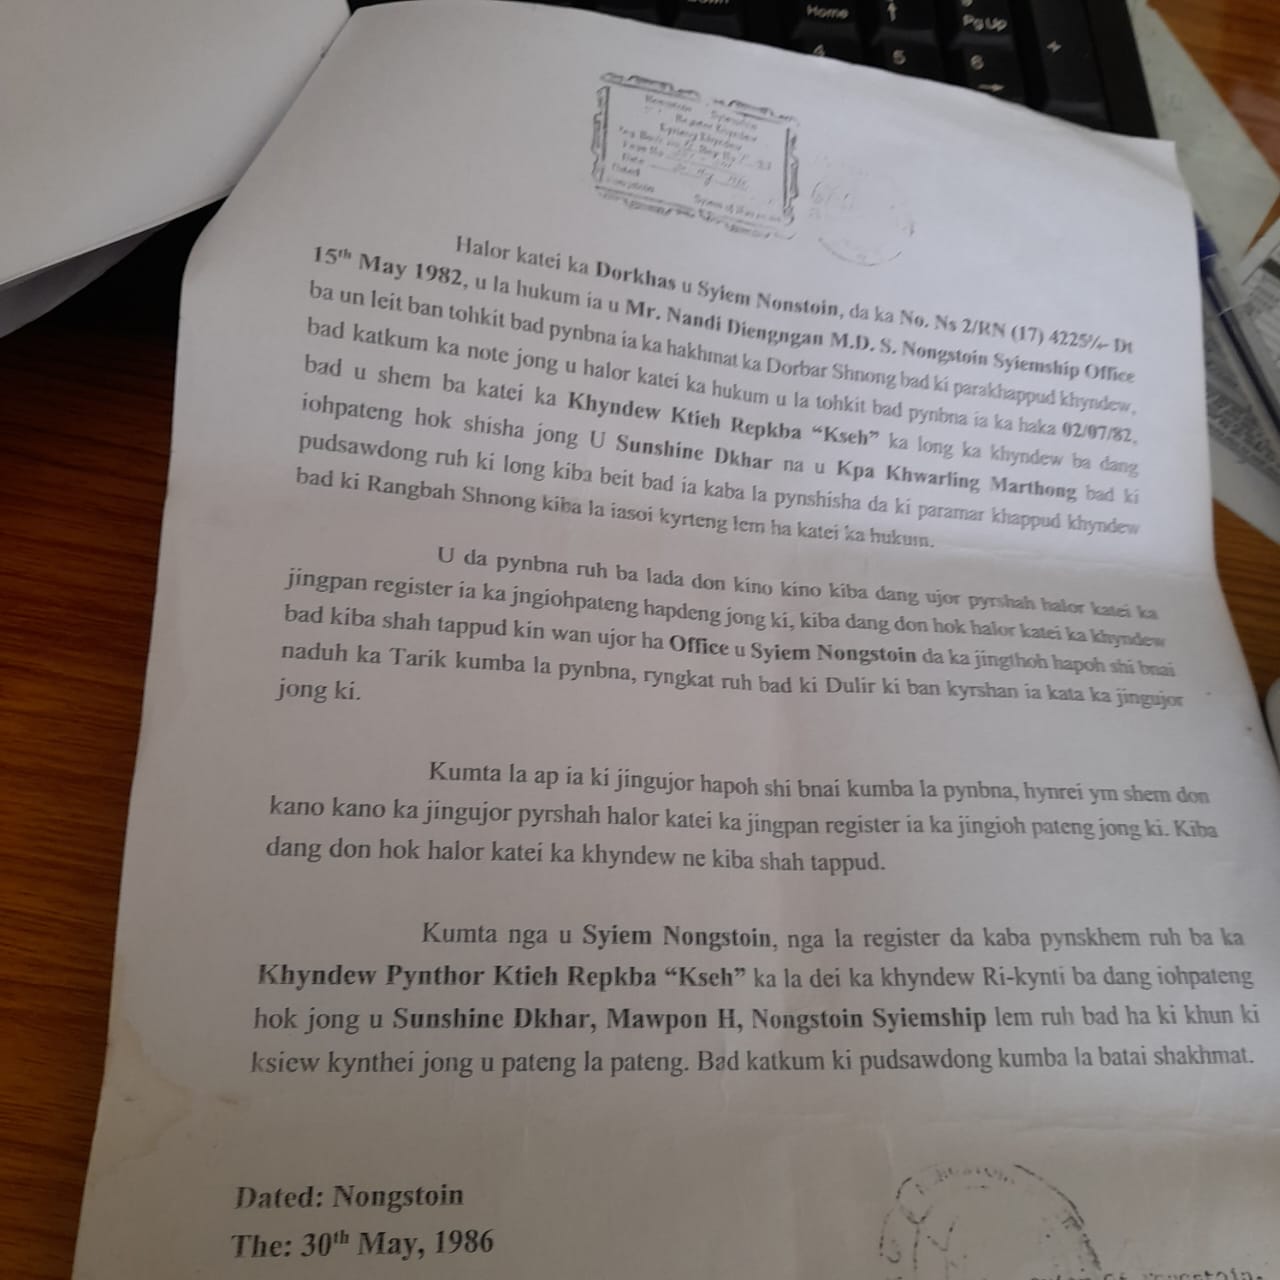 Home
Pg Up
4
5
6
+
Halor katei ka Dorkhas u Syiem Nonstoin, da ka No. Ns 2/RN (17) 4225 Dt
15th May 1982, u la hukum ia u Mr. Nandi Diengngan M.D. S. Nongstoin Syiemship Office
ba un leit ban tohkit bad pynbna ia ka hakhmat ka Dorbar Shnong bad ki parakhappud khyndew,
bad katkum ka note jong u halor katei ka hukum u la tohkit bad pynbna ia ka haka 02/07/82,
bad u shem ba katei ka Khyndew Ktieh Repkba “Kseh” ka long ka khyndew ba dang
iohpateng hok shisha jong U Sunshine Dkhar na u Kpa Khwarling Marthong bad ki
pudsawdong ruh ki long kiba beit bad ia kaba la pynshisha da ki paramar khappud khyndew
bad ki Rangbah Shnong kiba la iasoi kyrteng lem ha katei ka hukum.
U da pynbna ruh ba lada don kino kino kiba dang ujor pyrshah halor katei ka
jingpan register ia ka jngiohpateng hapdeng jong ki, kiba dang don hok halor katei ka khyndew
bad kiba shah tappud kin wan ujor ha Office u Syiem Nongstoin da ka jingthoh hapoh shi bnai
naduh ka Tarik kumba la pynbna, ryngkat ruh bad ki Dulir ki ban kyrshan ia kata ka jingujor
jong ki.
Kumta la ap ia ki jingujor hapoh shi bnai kumba la pynbna, hynrei ym shem don
kano kano ka jingujor pyrshah halor katei ka jingpan register ia ka jingioh pateng jong ki. Kiba
dang don hok halor katei ka khyndew ne kiba shah tappud.
Kumta nga u Syiem Nongstoin, nga la register da kaba pynskhem ruh ba ka
Khyndew Pynthor Ktieh Repkba “Kseh” ka la dei ka khyndew Ri-kynti ba dang iohpateng
hok jong u Sunshine Dkhar, Mawpon H, Nongstoin Syiemship lem ruh bad ha ki khun ki
ksiew kynthei jong u pateng la pateng. Bad katkum ki pudsawdong kumba la batai shakhmat.
Dated: Nongstoin
The: 30th May, 1986